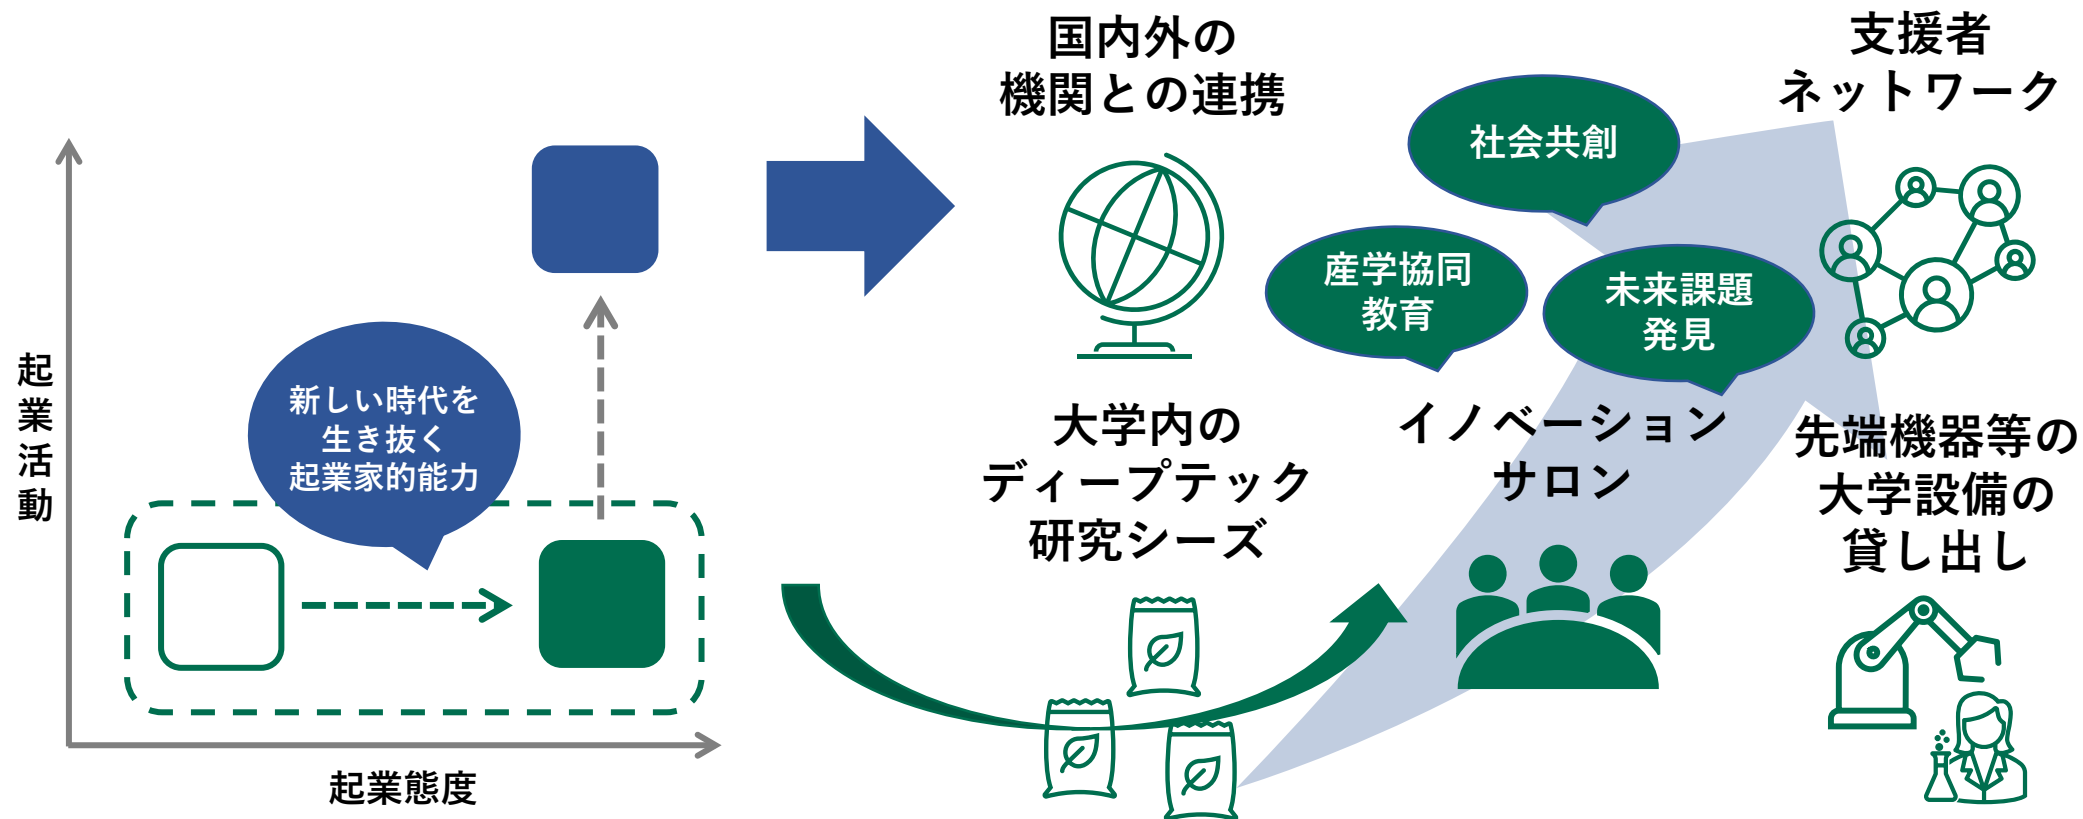 起業活動
起業態度
新しい時代を
生き抜く
起業家的能力
国内外の
機関との連携
大学内の
ディープテック
研究シーズ
社会共創
産学協同
教育
未来課題
発見
イノベーション
サロン
支援者
ネットワーク
先端機器等の
大学設備の
貸し出し